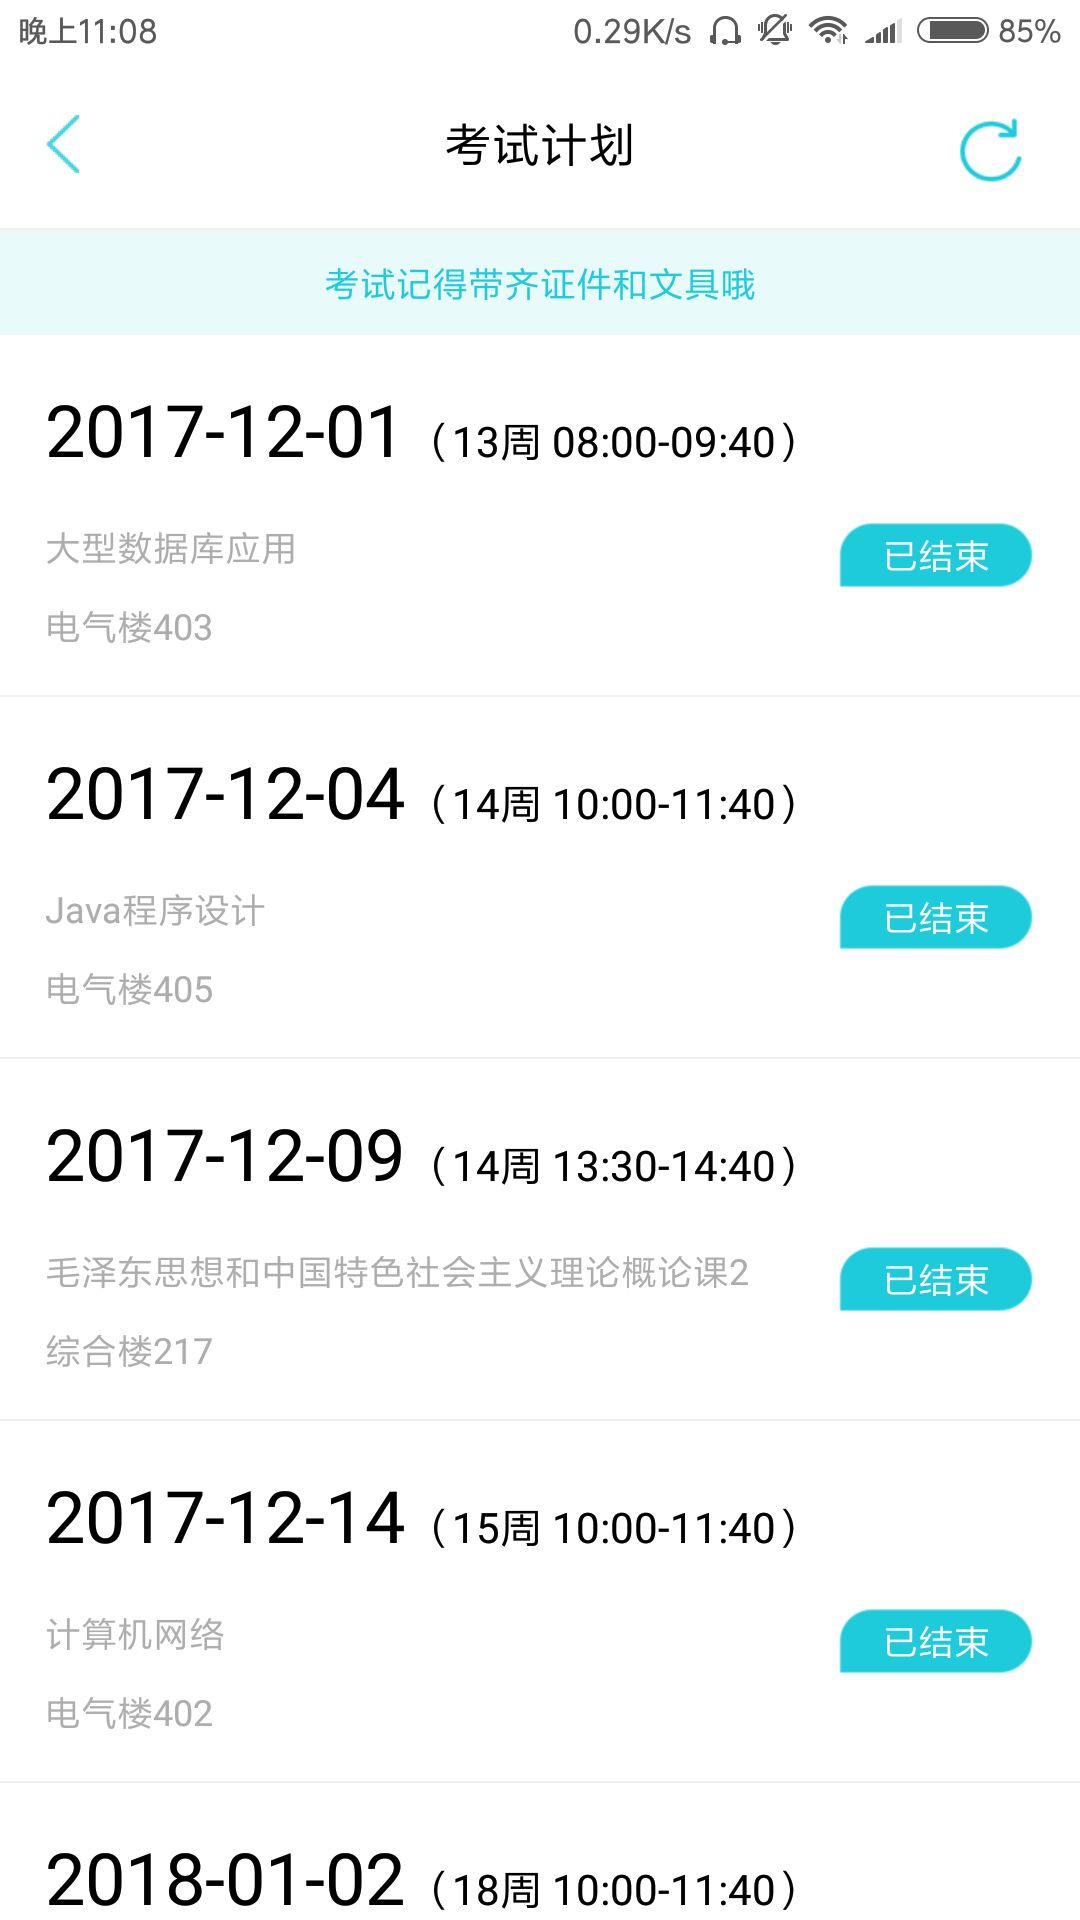 晚上11:08 0.29K/s 85%
考试计划
考试记得带齐证件和文具哦
2017-12-01（13周 08:00-09:40）
大型数据库应用
已结束
电气楼403
2017-12-04（14周 10:00-11:40）
Java程序设计
已结束
电气楼405
2017-12-09（14周 13:30-14:40）
毛泽东思想和中国特色社会主义理论概论课2
已结束
综合楼217
2017-12-14（15周 10:00-11:40）
计算机网络
已结束
电气楼402
2018-01-02（18周 10:00-11:40）